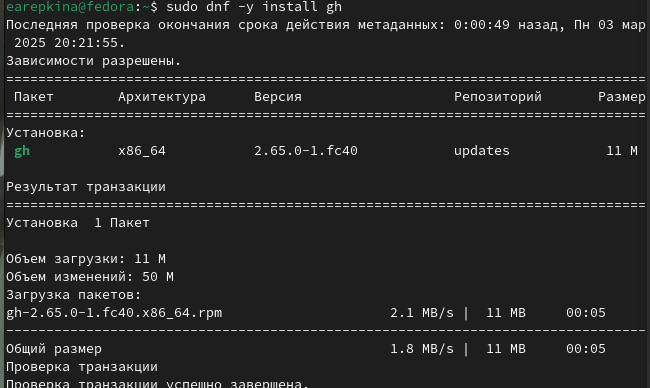 earepkina@fedora:~$ sudo dnf -y install gh
Последняя проверка окончания срока действия метаданных: 0:00:49 назад, Пн 03 мар
 2025 20:21:55.
Зависимости разрешены.
================================================================================
 Пакет        Архитектура      Версия                   Репозиторий       Размер
================================================================================
Установка:
 gh           x86_64           2.65.0-1.fc40            updates            11 M

Результат транзакции
================================================================================
Установка  1 Пакет

Объем загрузки: 11 M
Объем изменений: 50 M
Загрузка пакетов:
gh-2.65.0-1.fc40.x86_64.rpm                     2.1 MB/s |  11 MB     00:05
--------------------------------------------------------------------------------
Общий размер                                    1.8 MB/s |  11 MB     00:05
Проверка транзакции
Проверка транзакции успешно завершена.